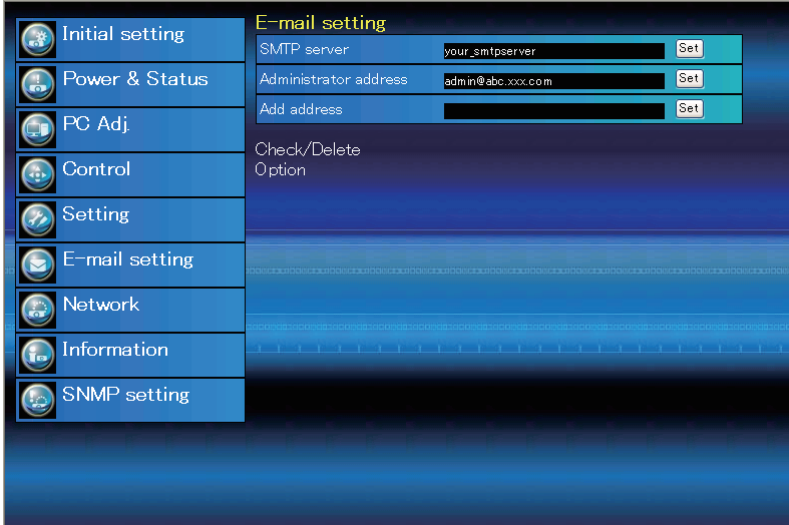 Initial setting
Power & Status
PC Adj.
Control
Setting
E-mail setting
Network
Information
SNMP setting
E-mail setting
SMTP server your_smtpserver Set
Administrator address admin@abc.xxx.com Set
Add address Set
Check/Delete
Option